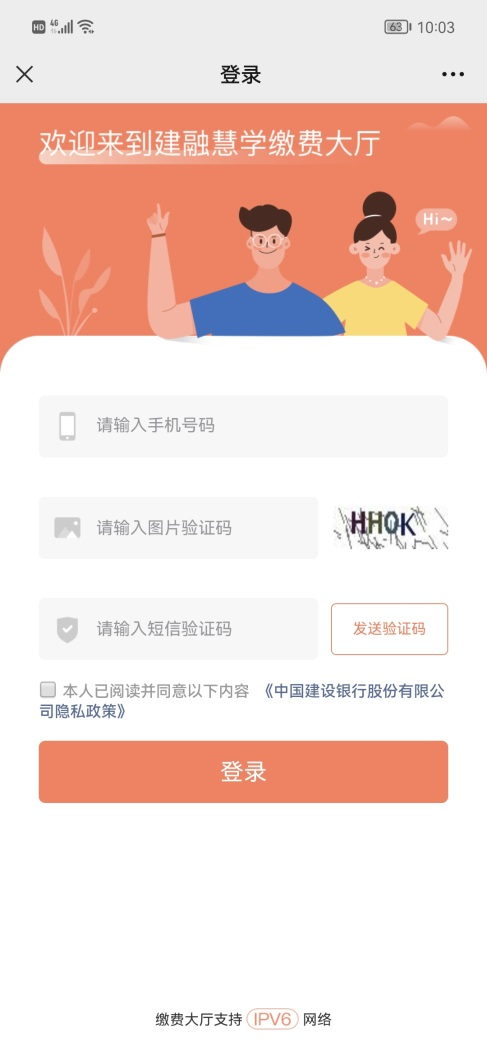 HD 4G 63 10:03
登录
欢迎来到建融慧学缴费大厅
Hi~
请输入手机号码
请输入图片验证码
HHOK
请输入短信验证码
发送验证码
本人已阅读并同意以下内容 《中国建设银行股份有限公
司隐私政策》
登录
缴费大厅支持 IPV6 网络